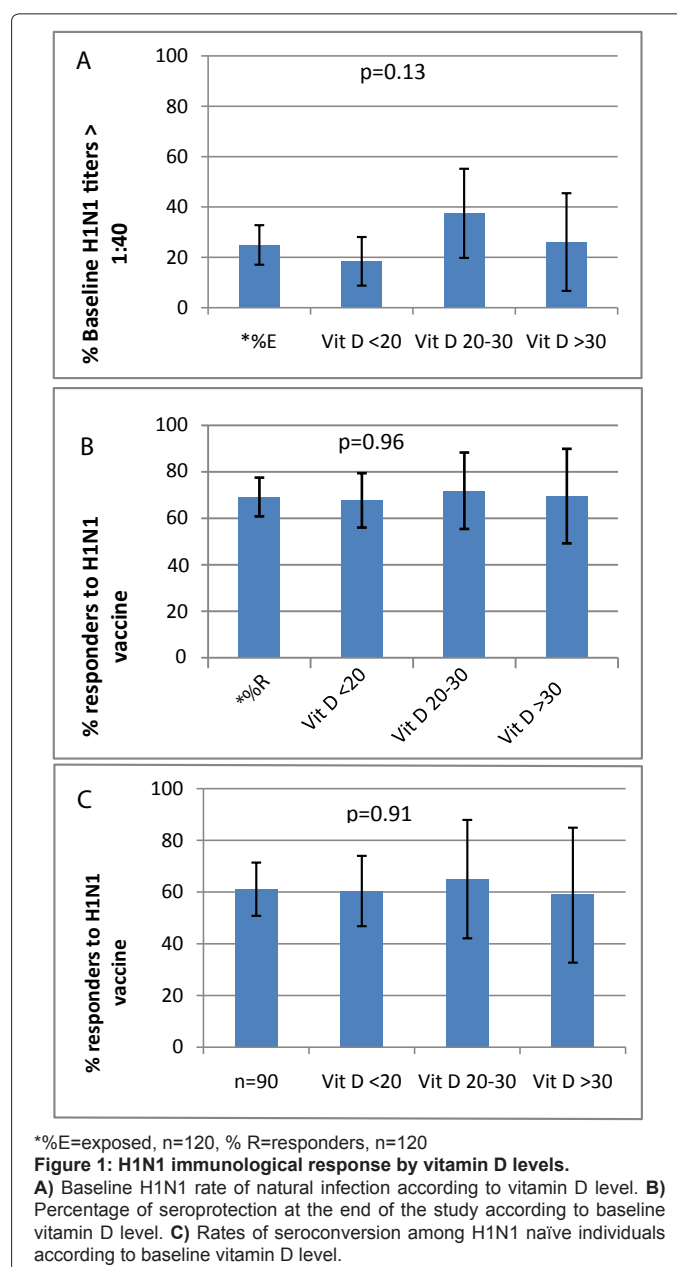 A
p=0.13
% Baseline H1N1 titers >
1:40
100
80
60
40
20
0
*%E
Vit D <20
Vit D 20-30
Vit D >30
B
p=0.96
% responders to H1N1
vaccine
100
80
60
40
20
0
*%R
Vit D <20
Vit D 20-30
Vit D >30
C
p=0.91
% responders to H1N1
vaccine
100
80
60
40
20
0
n=90
Vit D <20
Vit D 20-30
Vit D >30
*%E=exposed, n=120, % R=responders, n=120
Figure 1: H1N1 immunological response by vitamin D levels.
A) Baseline H1N1 rate of natural infection according to vitamin D level. B)
Percentage of seroprotection at the end of the study according to baseline
vitamin D level. C) Rates of seroconversion among H1N1 naïve individuals
according to baseline vitamin D level.